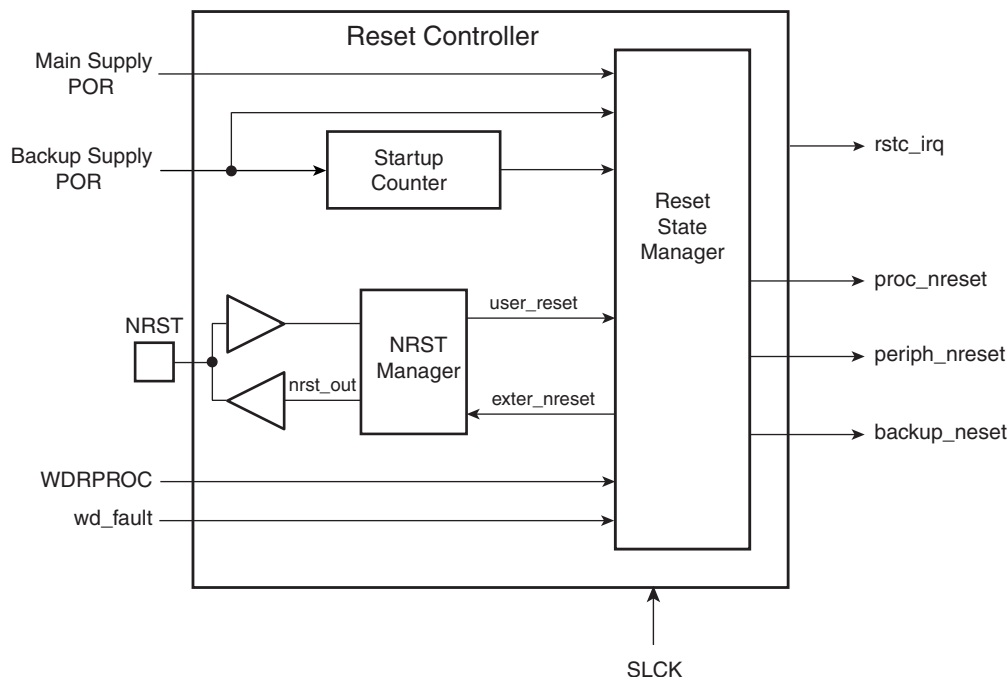 Reset Controller
Main Supply
POR
Backup Supply
POR
Startup
Counter
Reset
State
Manager
rstc_irq
proc_nreset
periph_nreset
backup_neset
NRST
NRST
Manager
user_reset
nrst_out
exter_nreset
WDRPROC
wd_fault
SLCK